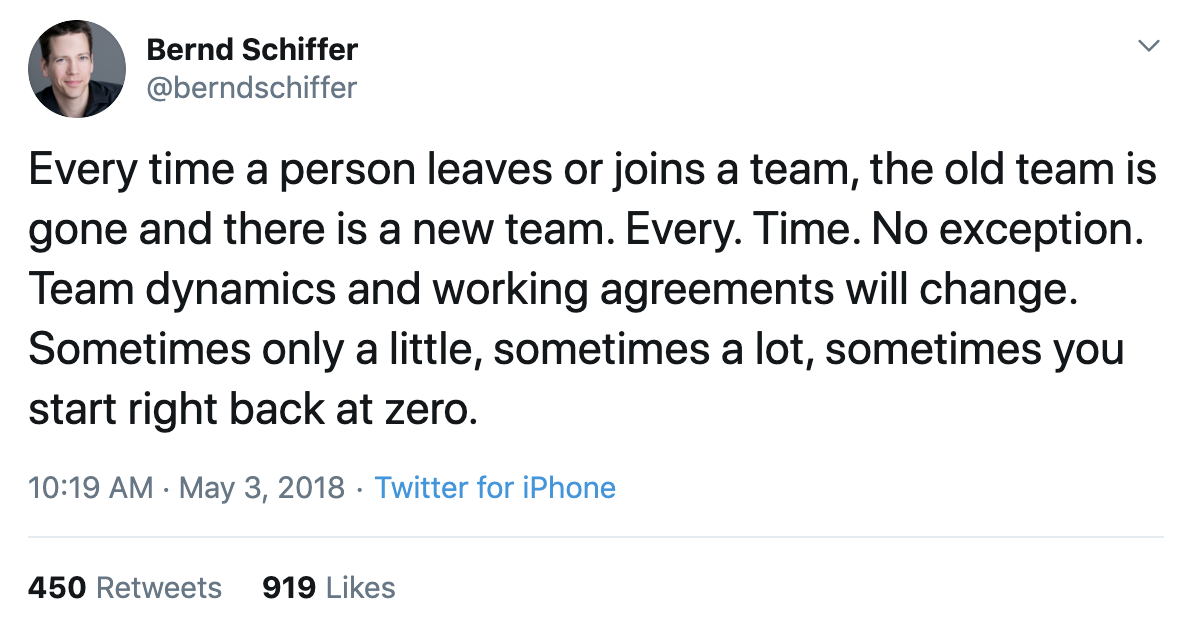 Bernd Schiffer
@berndschiffer
Every time a person leaves or joins a team, the old team is
gone and there is a new team. Every. Time. No exception.
Team dynamics and working agreements will change.
Sometimes only a little, sometimes a lot, sometimes you
start right back at zero.
10:19 AM · May 3, 2018 · Twitter for iPhone
450 Retweets 919 Likes